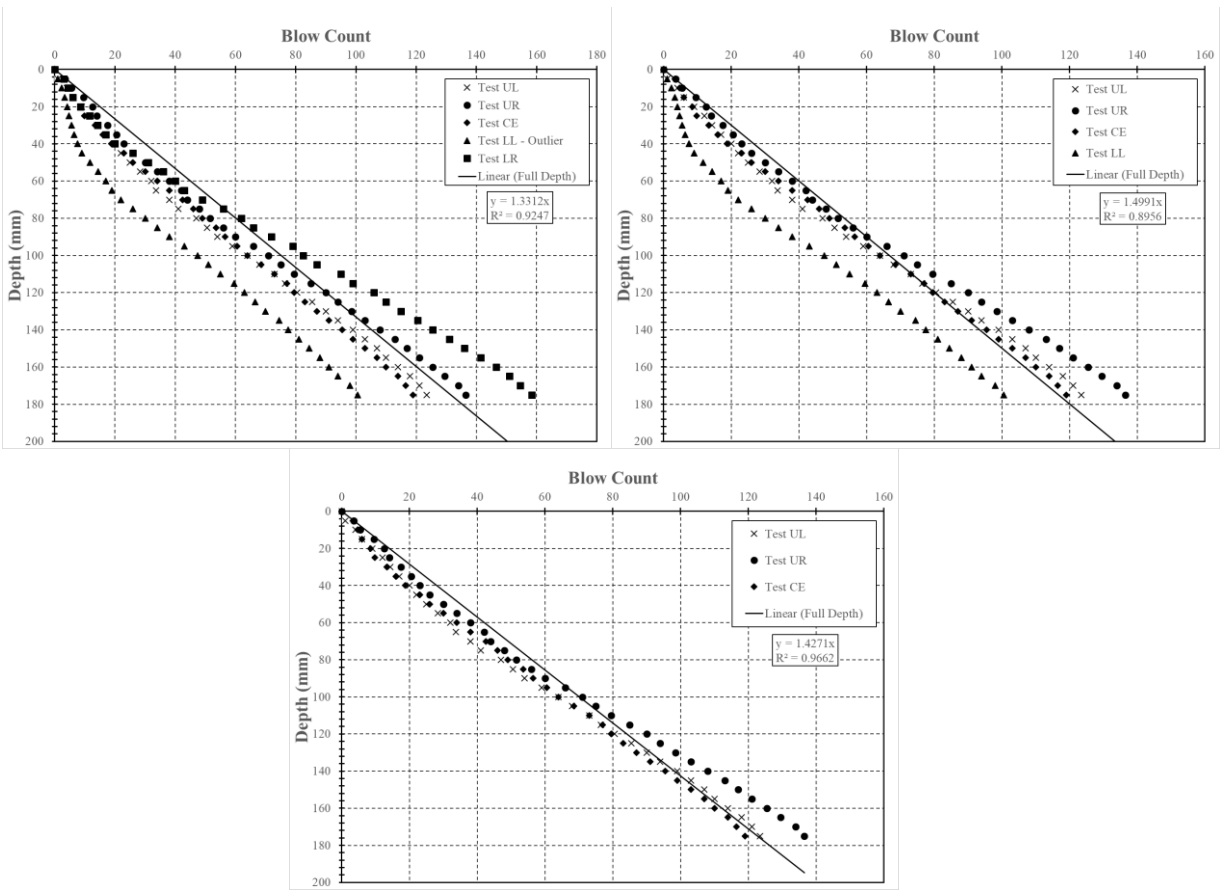 Blow Count
0 20 40 60 80 100 120 140 160 180
Depth (mm)
0
20
40
60
80
100
120
140
160
180
200
Test UL
Test UR
Test CE
Test LL - Outlier
Test LR
Linear (Full Depth)
y = 1.3312x
R² = 0.9247
Blow Count
0 20 40 60 80 100 120 140 160
Depth (mm)
0
20
40
60
80
100
120
140
160
180
200
Test UL
Test UR
Test CE
Test LL
Linear (Full Depth)
y = 1.4991x
R² = 0.8956
Blow Count
0 20 40 60 80 100 120 140 160
Depth (mm)
0
20
40
60
80
100
120
140
160
180
200
Test UL
Test UR
Test CE
Linear (Full Depth)
y = 1.4271x
R² = 0.9662